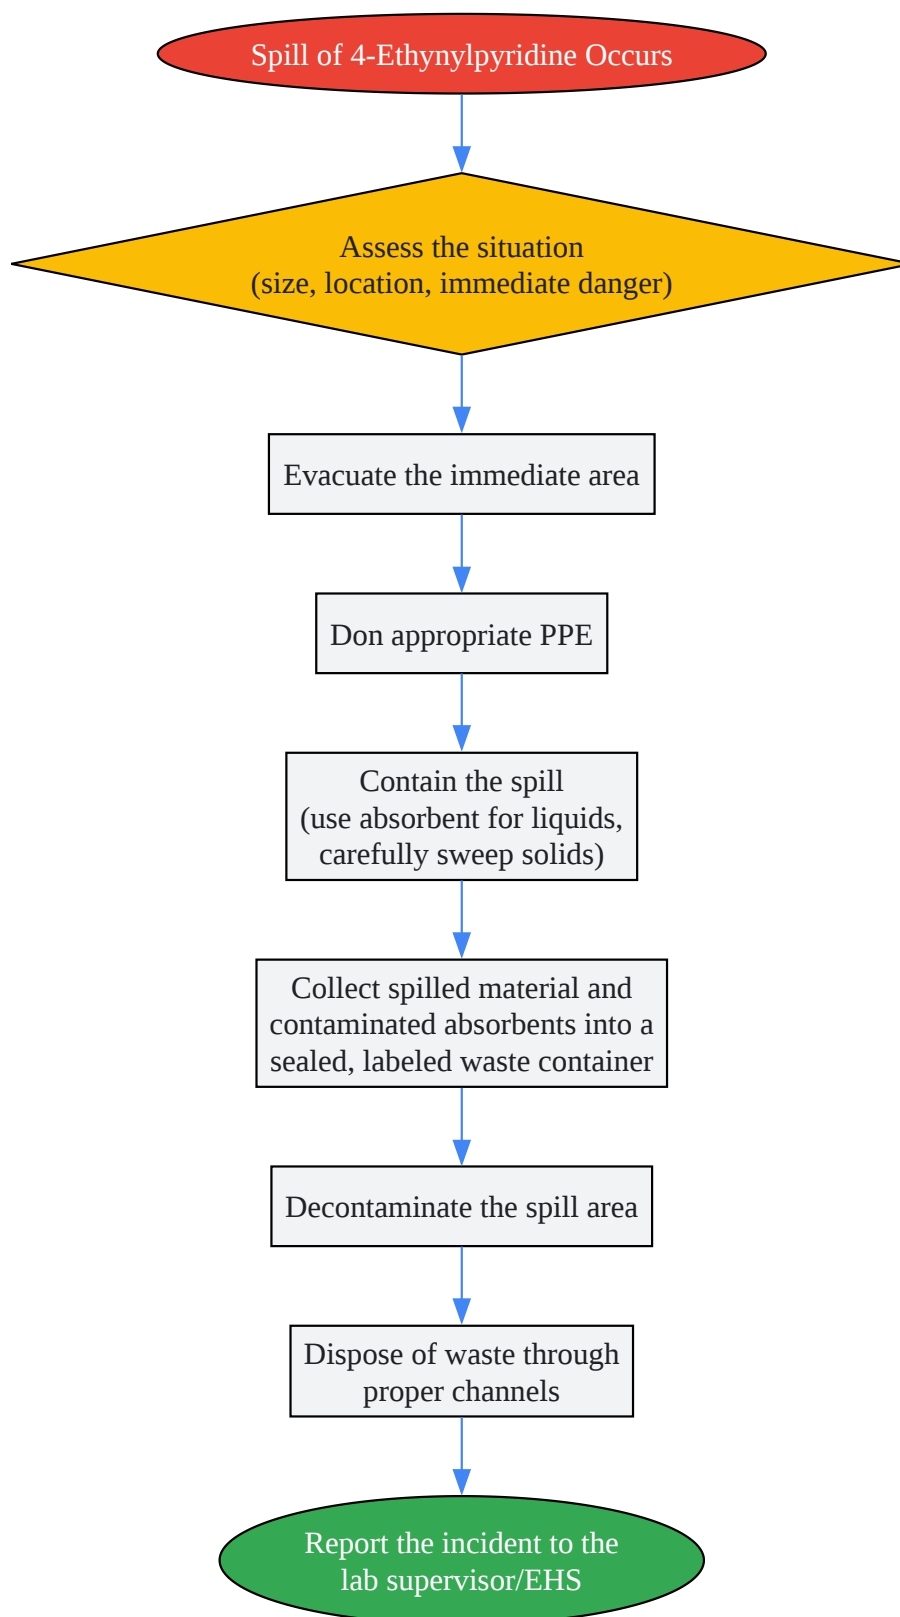 Spill of 4-Ethynylpyridine Occurs
Assess the situation
(size, location, immediate danger)
Evacuate the immediate area
Don appropriate PPE
Contain the spill
(use absorbent for liquids,
carefully sweep solids)
Collect spilled material and
contaminated absorbents into a
sealed, labeled waste container
Decontaminate the spill area
Dispose of waste through
proper channels
Report the incident to the
lab supervisor/EHS